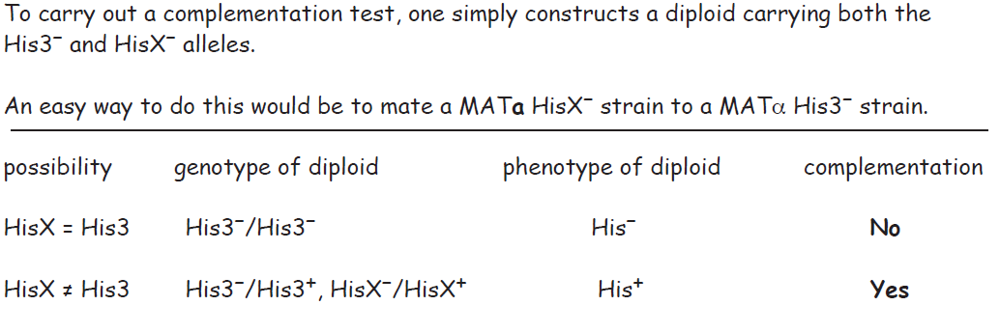 To carry out a complementation test, one simply constructs a diploid carrying both the
His3⁻ and HisX⁻ alleles.
An easy way to do this would be to mate a MATa HisX⁻ strain to a MATα His3⁻ strain.
possibility genotype of diploid phenotype of diploid complementation
HisX = His3 His3⁻/His3⁻ His⁻ No
HisX ≠ His3 His3⁻/His3⁺, HisX⁻/HisX⁺ His⁺ Yes